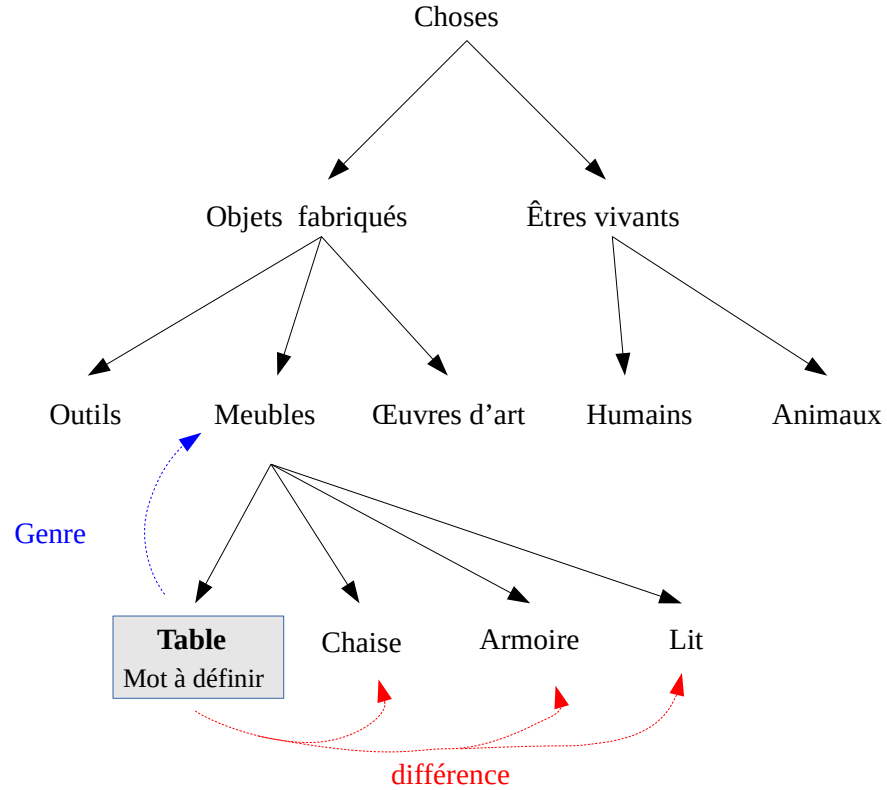 Choses
Objets fabriqués
Êtres vivants
Outils
Meubles
Œuvres d’art
Humains
Animaux
Genre
Table
Mot à définir
Chaise
Armoire
Lit
différence